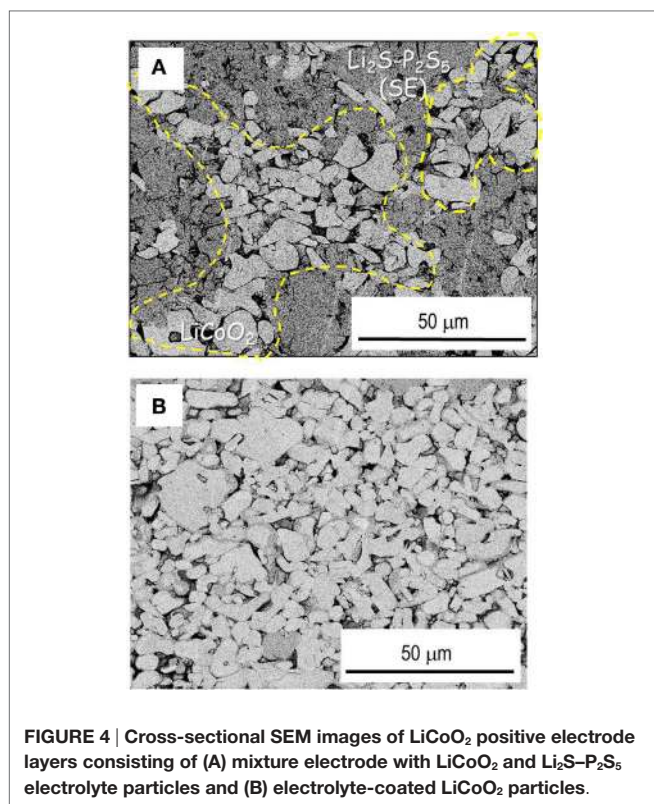 A
Li₂S-P₂S₅
(SE)
LiCoO₂
50 μm
B
50 μm
FIGURE 4 | Cross-sectional SEM images of LiCoO₂ positive electrode
layers consisting of (A) mixture electrode with LiCoO₂ and Li₂S–P₂S₅
electrolyte particles and (B) electrolyte-coated LiCoO₂ particles.